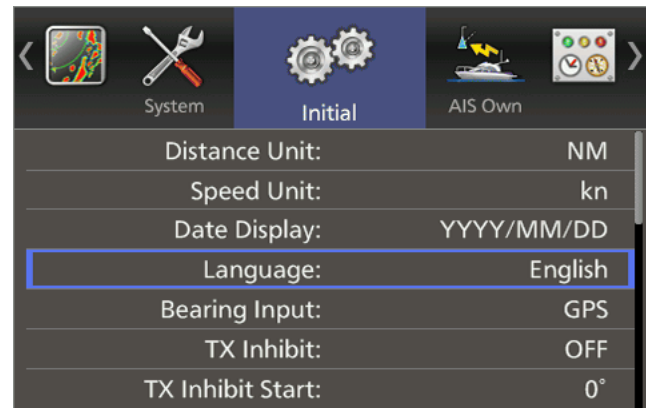 System
Initial
AIS Own
Distance Unit: NM
Speed Unit: kn
Date Display: YYYY/MM/DD
Language: English
Bearing Input: GPS
TX Inhibit: OFF
TX Inhibit Start: 0°